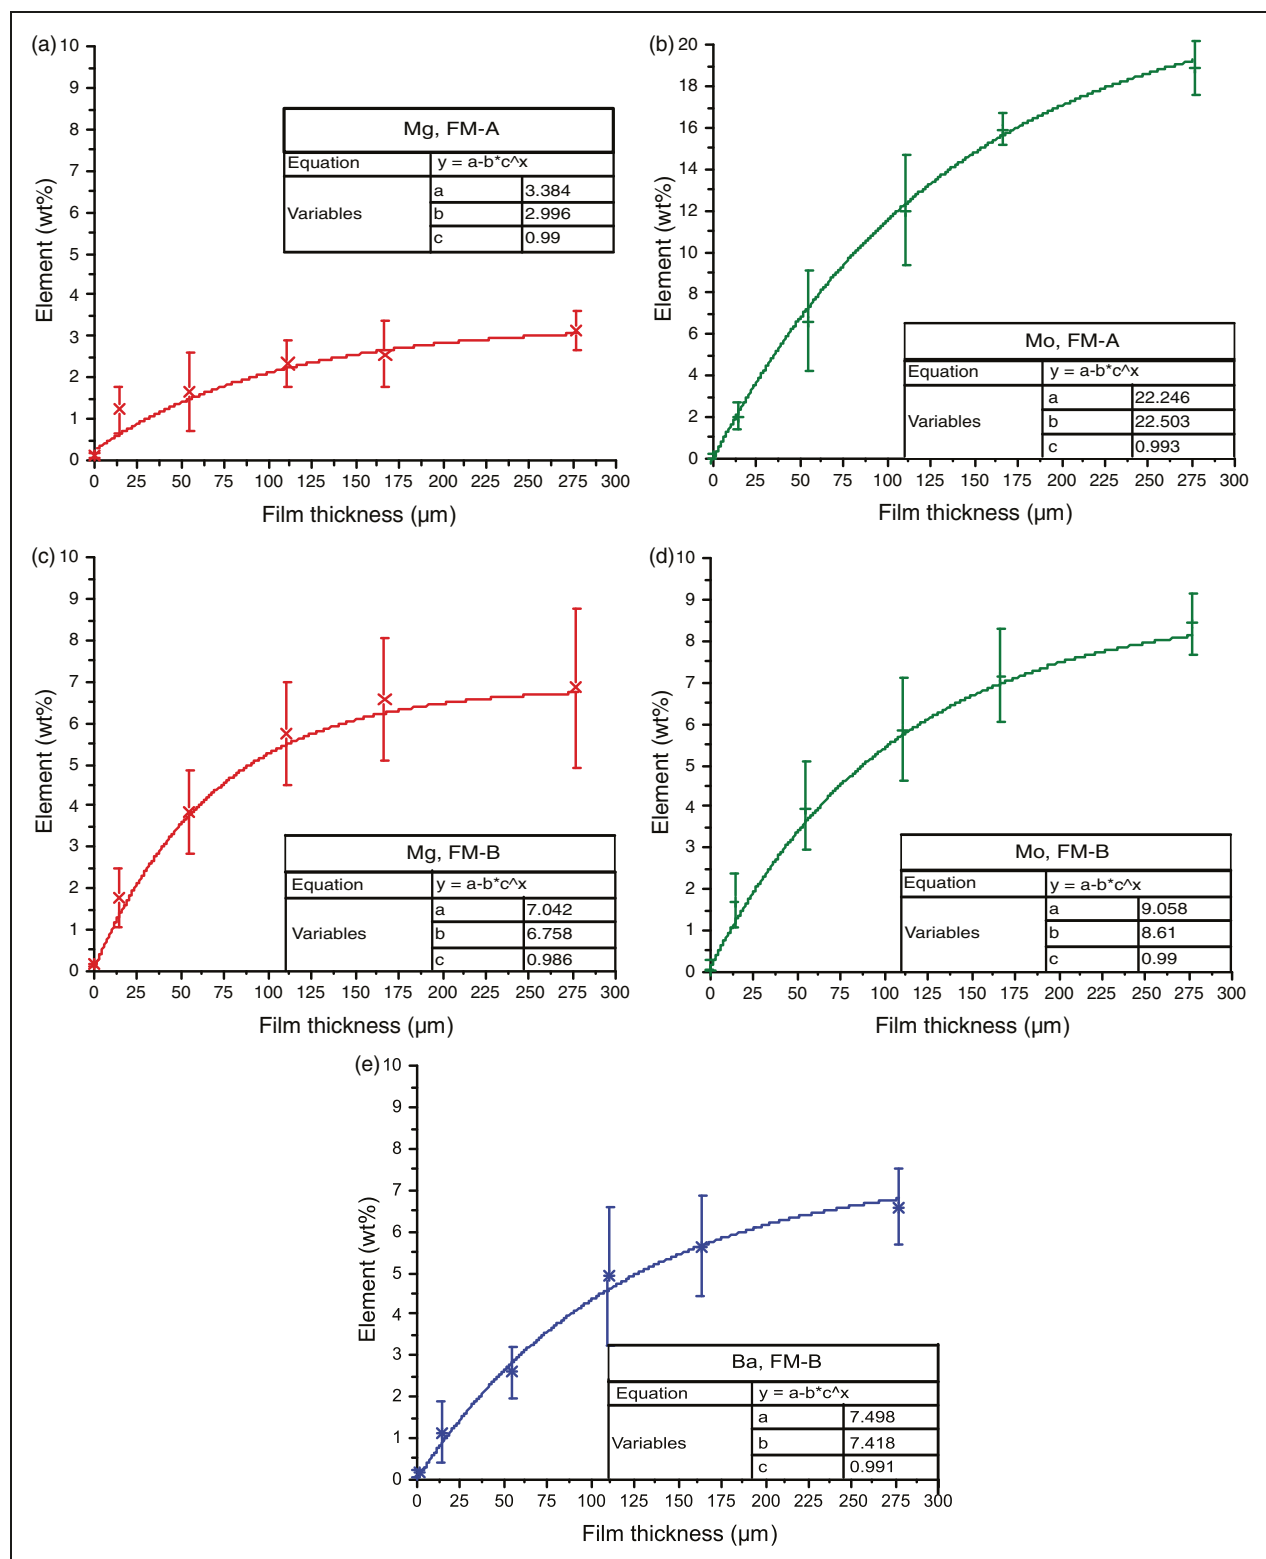 (a)
10
9
8
7
6
5
4
3
2
1
0
Element (wt%)
Mg, FM-A
Equation y = a-b*c^x
Variables
a 3.384
b 2.996
c 0.99
0 25 50 75 100 125 150 175 200 225 250 275 300
Film thickness (µm)
(b)
20
18
16
14
12
10
8
6
4
2
0
Element (wt%)
Mo, FM-A
Equation y = a-b*c^x
Variables
a 22.246
b 22.503
c 0.993
0 25 50 75 100 125 150 175 200 225 250 275 300
Film thickness (µm)
(c)
10
9
8
7
6
5
4
3
2
1
0
Element (wt%)
Mg, FM-B
Equation y = a-b*c^x
Variables
a 7.042
b 6.758
c 0.986
0 25 50 75 100 125 150 175 200 225 250 275 300
Film thickness (µm)
(d)
10
9
8
7
6
5
4
3
2
1
0
Element (wt%)
Mo, FM-B
Equation y = a-b*c^x
Variables
a 9.058
b 8.61
c 0.99
0 25 50 75 100 125 150 175 200 225 250 275 300
Film thickness (µm)
(e)
10
9
8
7
6
5
4
3
2
1
0
Element (wt%)
Ba, FM-B
Equation y = a-b*c^x
Variables
a 7.498
b 7.418
c 0.991
0 25 50 75 100 125 150 175 200 225 250 275 300
Film thickness (µm)